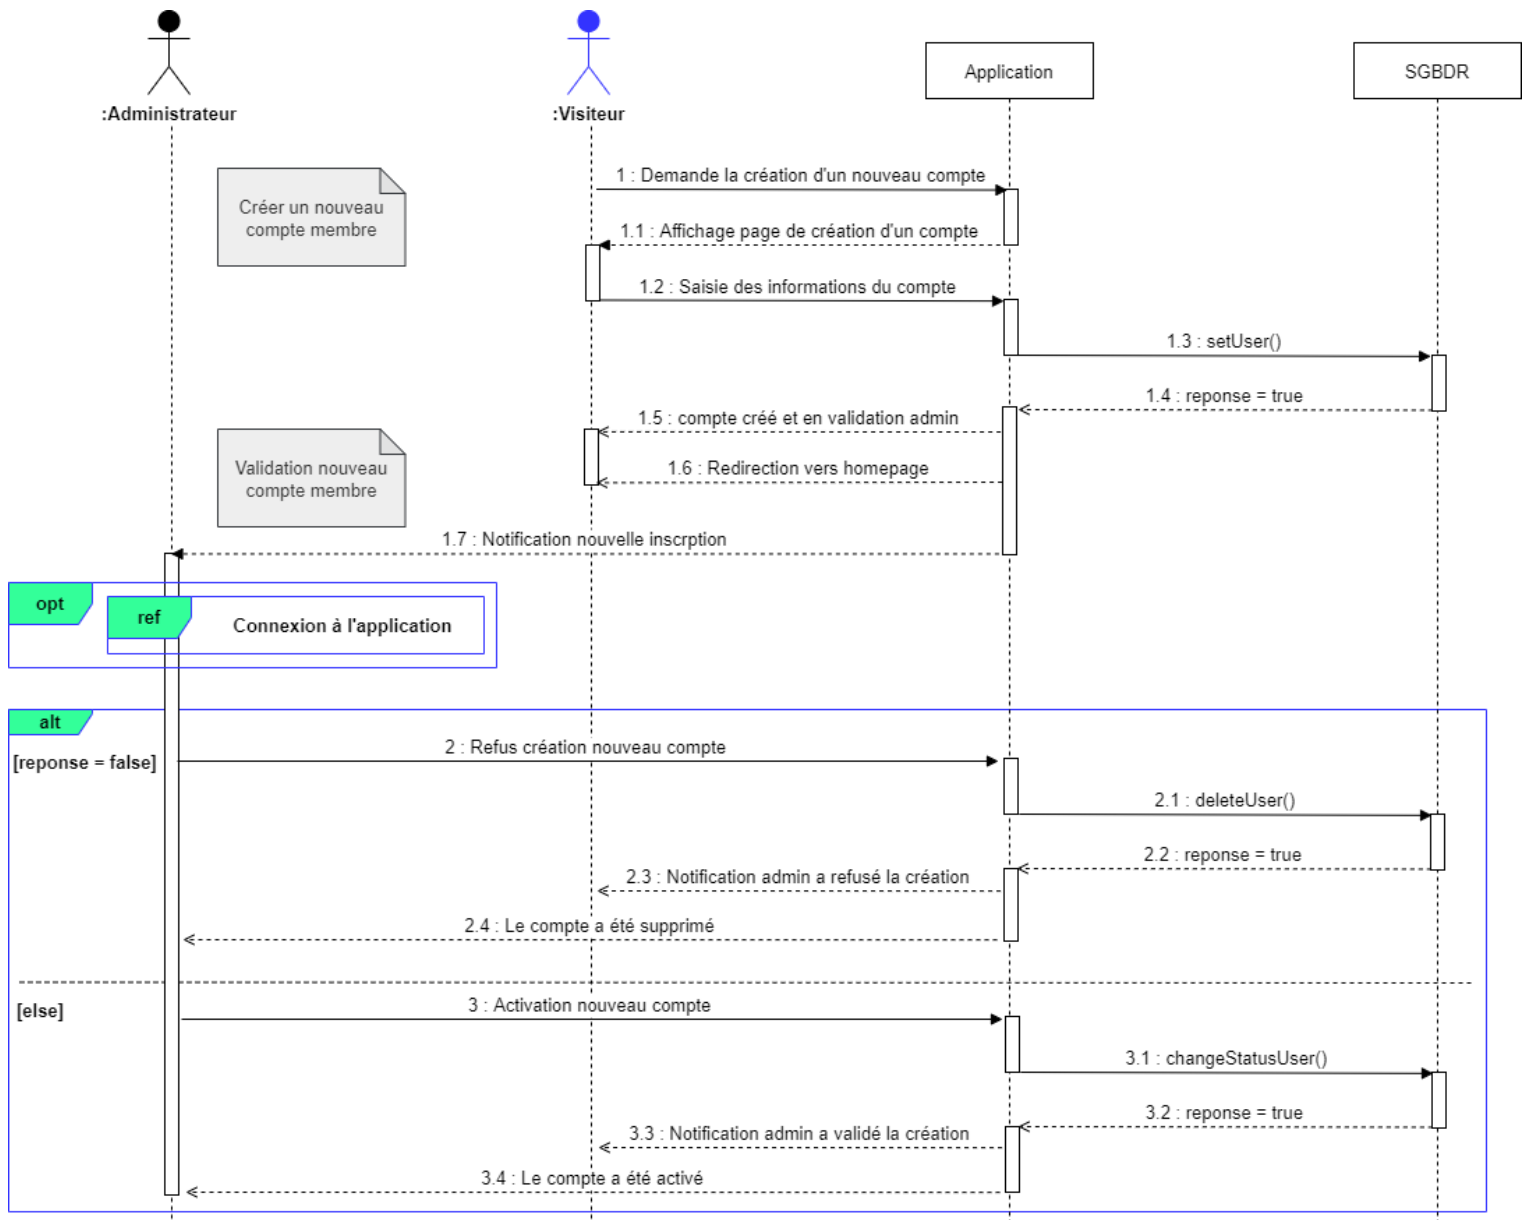 :Administrateur
:Visiteur
Application
SGBDR
Créer un nouveau
compte membre
1 : Demande la création d'un nouveau compte
1.1 : Affichage page de création d'un compte
1.2 : Saisie des informations du compte
1.3 : setUser()
1.4 : reponse = true
1.5 : compte créé et en validation admin
Validation nouveau
compte membre
1.6 : Redirection vers homepage
1.7 : Notification nouvelle inscrption
opt
ref
Connexion à l'application
alt
[reponse = false]
2 : Refus création nouveau compte
2.1 : deleteUser()
2.2 : reponse = true
2.3 : Notification admin a refusé la création
2.4 : Le compte a été supprimé
[else]
3 : Activation nouveau compte
3.1 : changeStatusUser()
3.2 : reponse = true
3.3 : Notification admin a validé la création
3.4 : Le compte a été activé